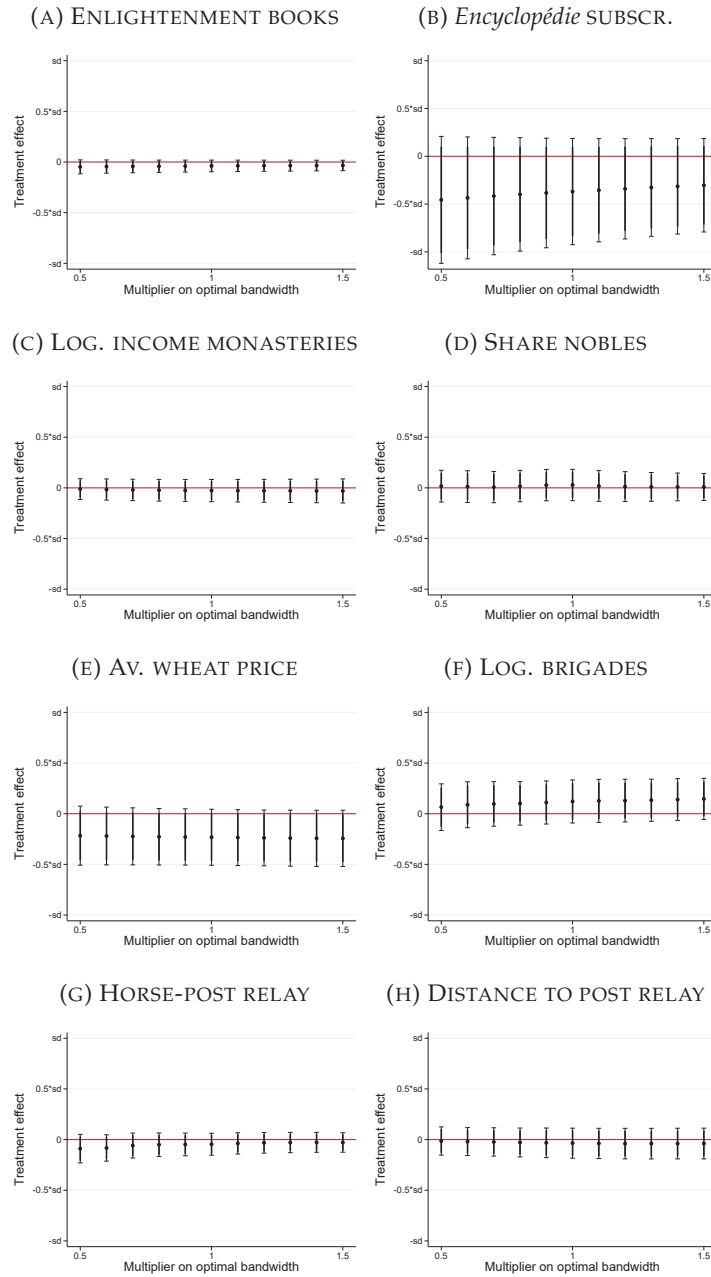 (A) ENLIGHTENMENT BOOKS
(B) Encyclopédie SUBSCR.
sd
0.5*sd
0
-0.5*sd
-sd
Treatment effect
0.5
1
1.5
Multiplier on optimal bandwidth
sd
0.5*sd
0
-0.5*sd
-sd
Treatment effect
0.5
1
1.5
Multiplier on optimal bandwidth
(C) LOG. INCOME MONASTERIES
(D) SHARE NOBLES
sd
0.5*sd
0
-0.5*sd
-sd
Treatment effect
0.5
1
1.5
Multiplier on optimal bandwidth
sd
0.5*sd
0
-0.5*sd
-sd
Treatment effect
0.5
1
1.5
Multiplier on optimal bandwidth
(E) AV. WHEAT PRICE
(F) LOG. BRIGADES
sd
0.5*sd
0
-0.5*sd
-sd
Treatment effect
0.5
1
1.5
Multiplier on optimal bandwidth
sd
0.5*sd
0
-0.5*sd
-sd
Treatment effect
0.5
1
1.5
Multiplier on optimal bandwidth
(G) HORSE-POST RELAY
(H) DISTANCE TO POST RELAY
sd
0.5*sd
0
-0.5*sd
-sd
Treatment effect
0.5
1
1.5
Multiplier on optimal bandwidth
sd
0.5*sd
0
-0.5*sd
-sd
Treatment effect
0.5
1
1.5
Multiplier on optimal bandwidth